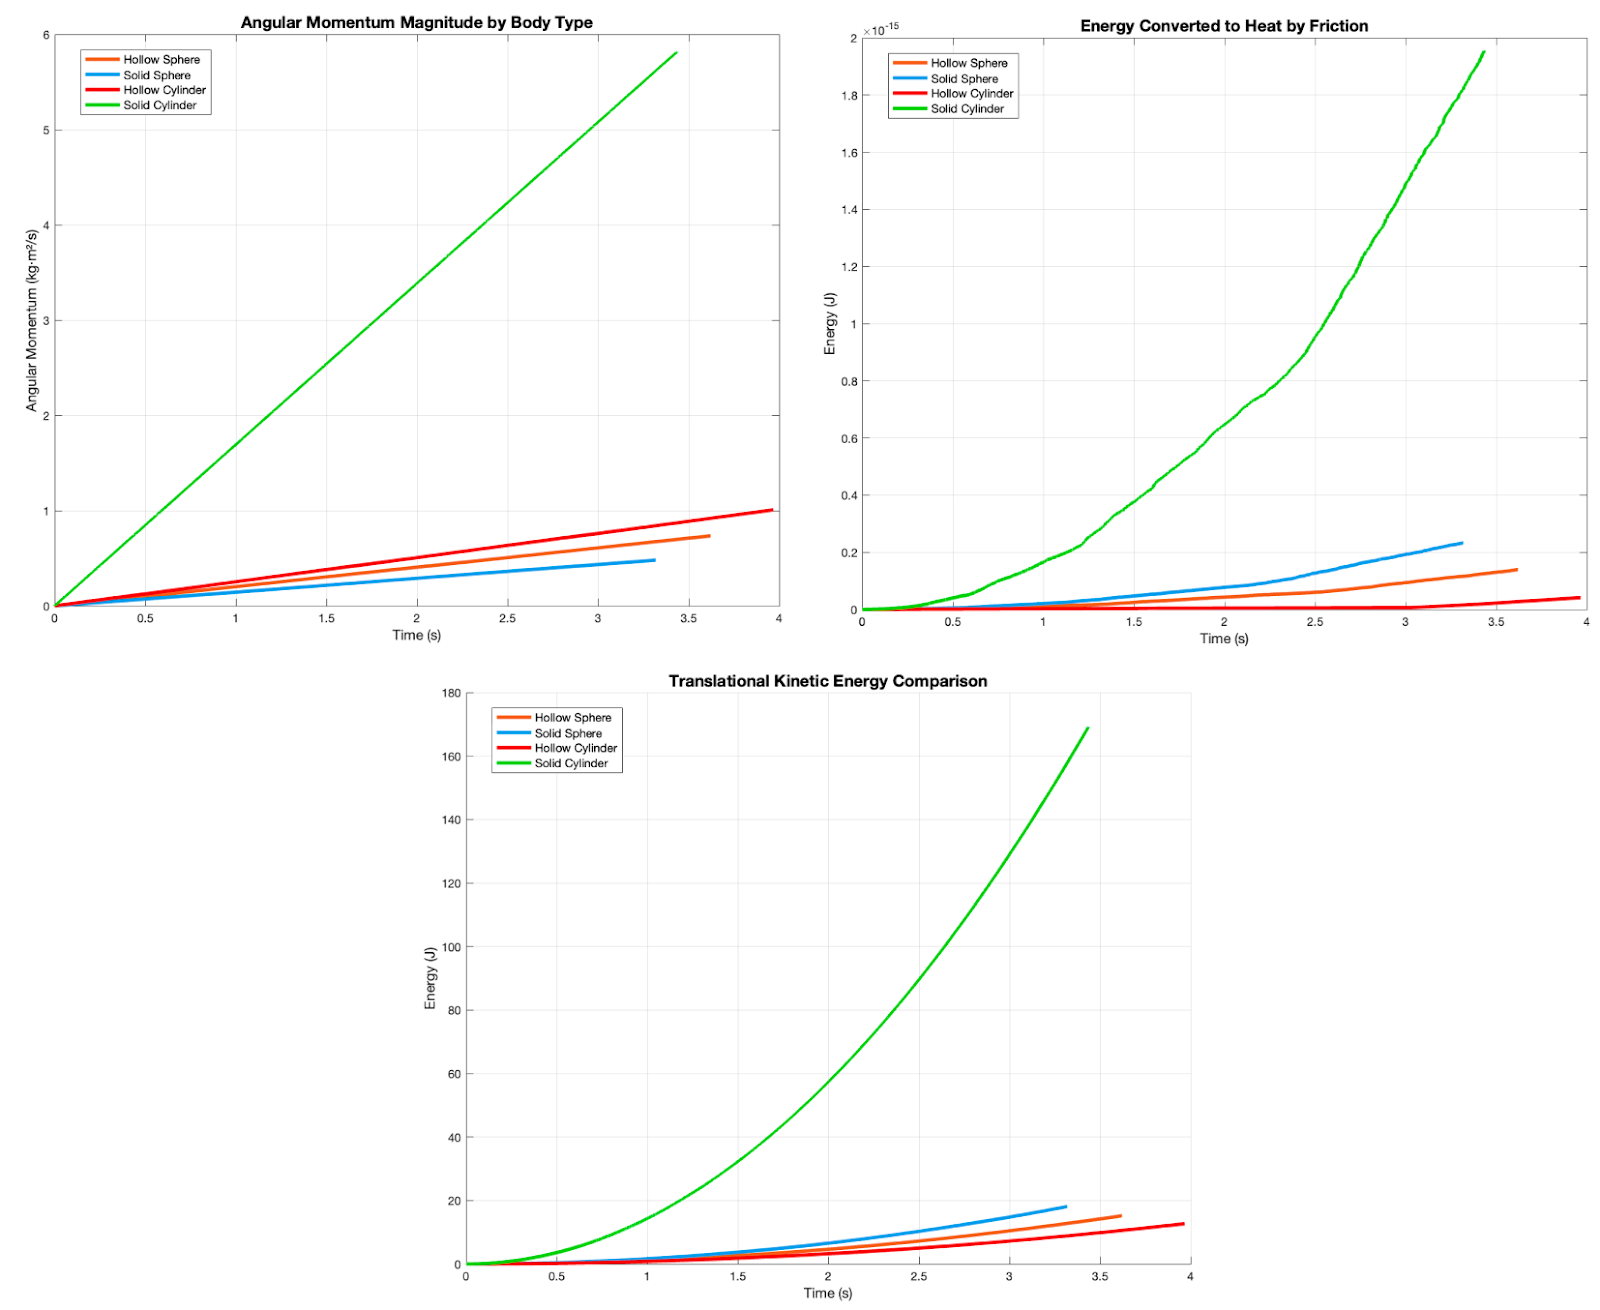 Angular Momentum Magnitude by Body Type
6
5
4
3
2
1
0
Angular Momentum (kg·m²/s)
Hollow Sphere
Solid Sphere
Hollow Cylinder
Solid Cylinder
0 0.5 1 1.5 2 2.5 3 3.5 4
Time (s)
Energy Converted to Heat by Friction
×10⁻¹⁵
2
1.8
1.6
1.4
1.2
1
0.8
0.6
0.4
0.2
0
Energy (J)
Hollow Sphere
Solid Sphere
Hollow Cylinder
Solid Cylinder
0 0.5 1 1.5 2 2.5 3 3.5 4
Time (s)
Translational Kinetic Energy Comparison
180
160
140
120
100
80
60
40
20
0
Energy (J)
Hollow Sphere
Solid Sphere
Hollow Cylinder
Solid Cylinder
0 0.5 1 1.5 2 2.5 3 3.5 4
Time (s)